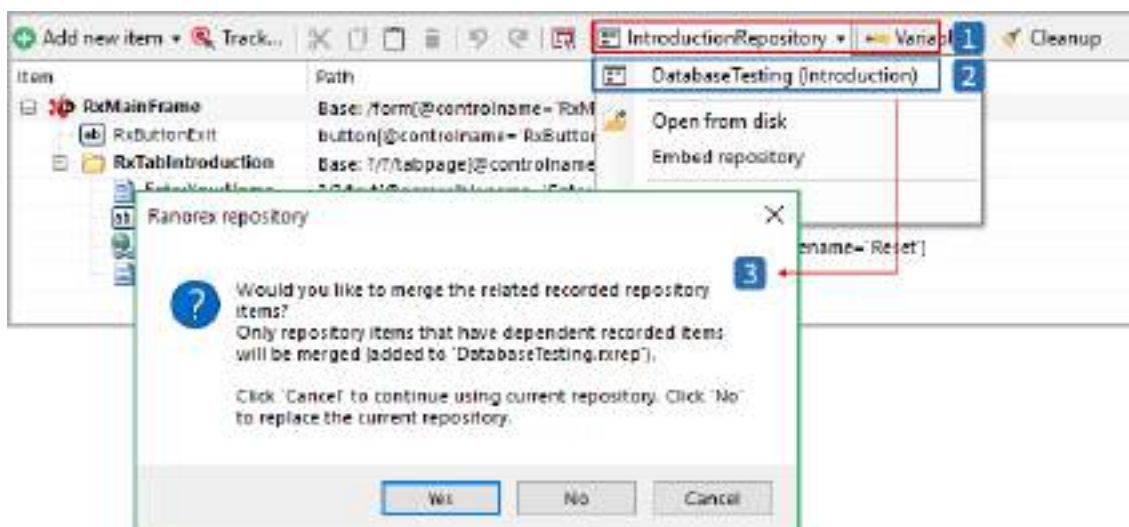 Add new item Track... IntroductionRepository Variabl 1 Cleanup
Item Path DatabaseTesting (Introduction) 2
RxMainFrame Base: /form[@controlname='RxM
Open from disk
RxButtonExit button[@controlname='RxButton
Embed repository
RxTabIntroduction Base: ?/?/tabpage[@controlname
Ranorex repository
ename='Reset']
3
Would you like to merge the related recorded repository
items?
Only repository items that have dependent recorded items
will be merged (added to 'DatabaseTesting.rxrep').
Click 'Cancel' to continue using current repository. Click 'No'
to replace the current repository.
Yes No Cancel